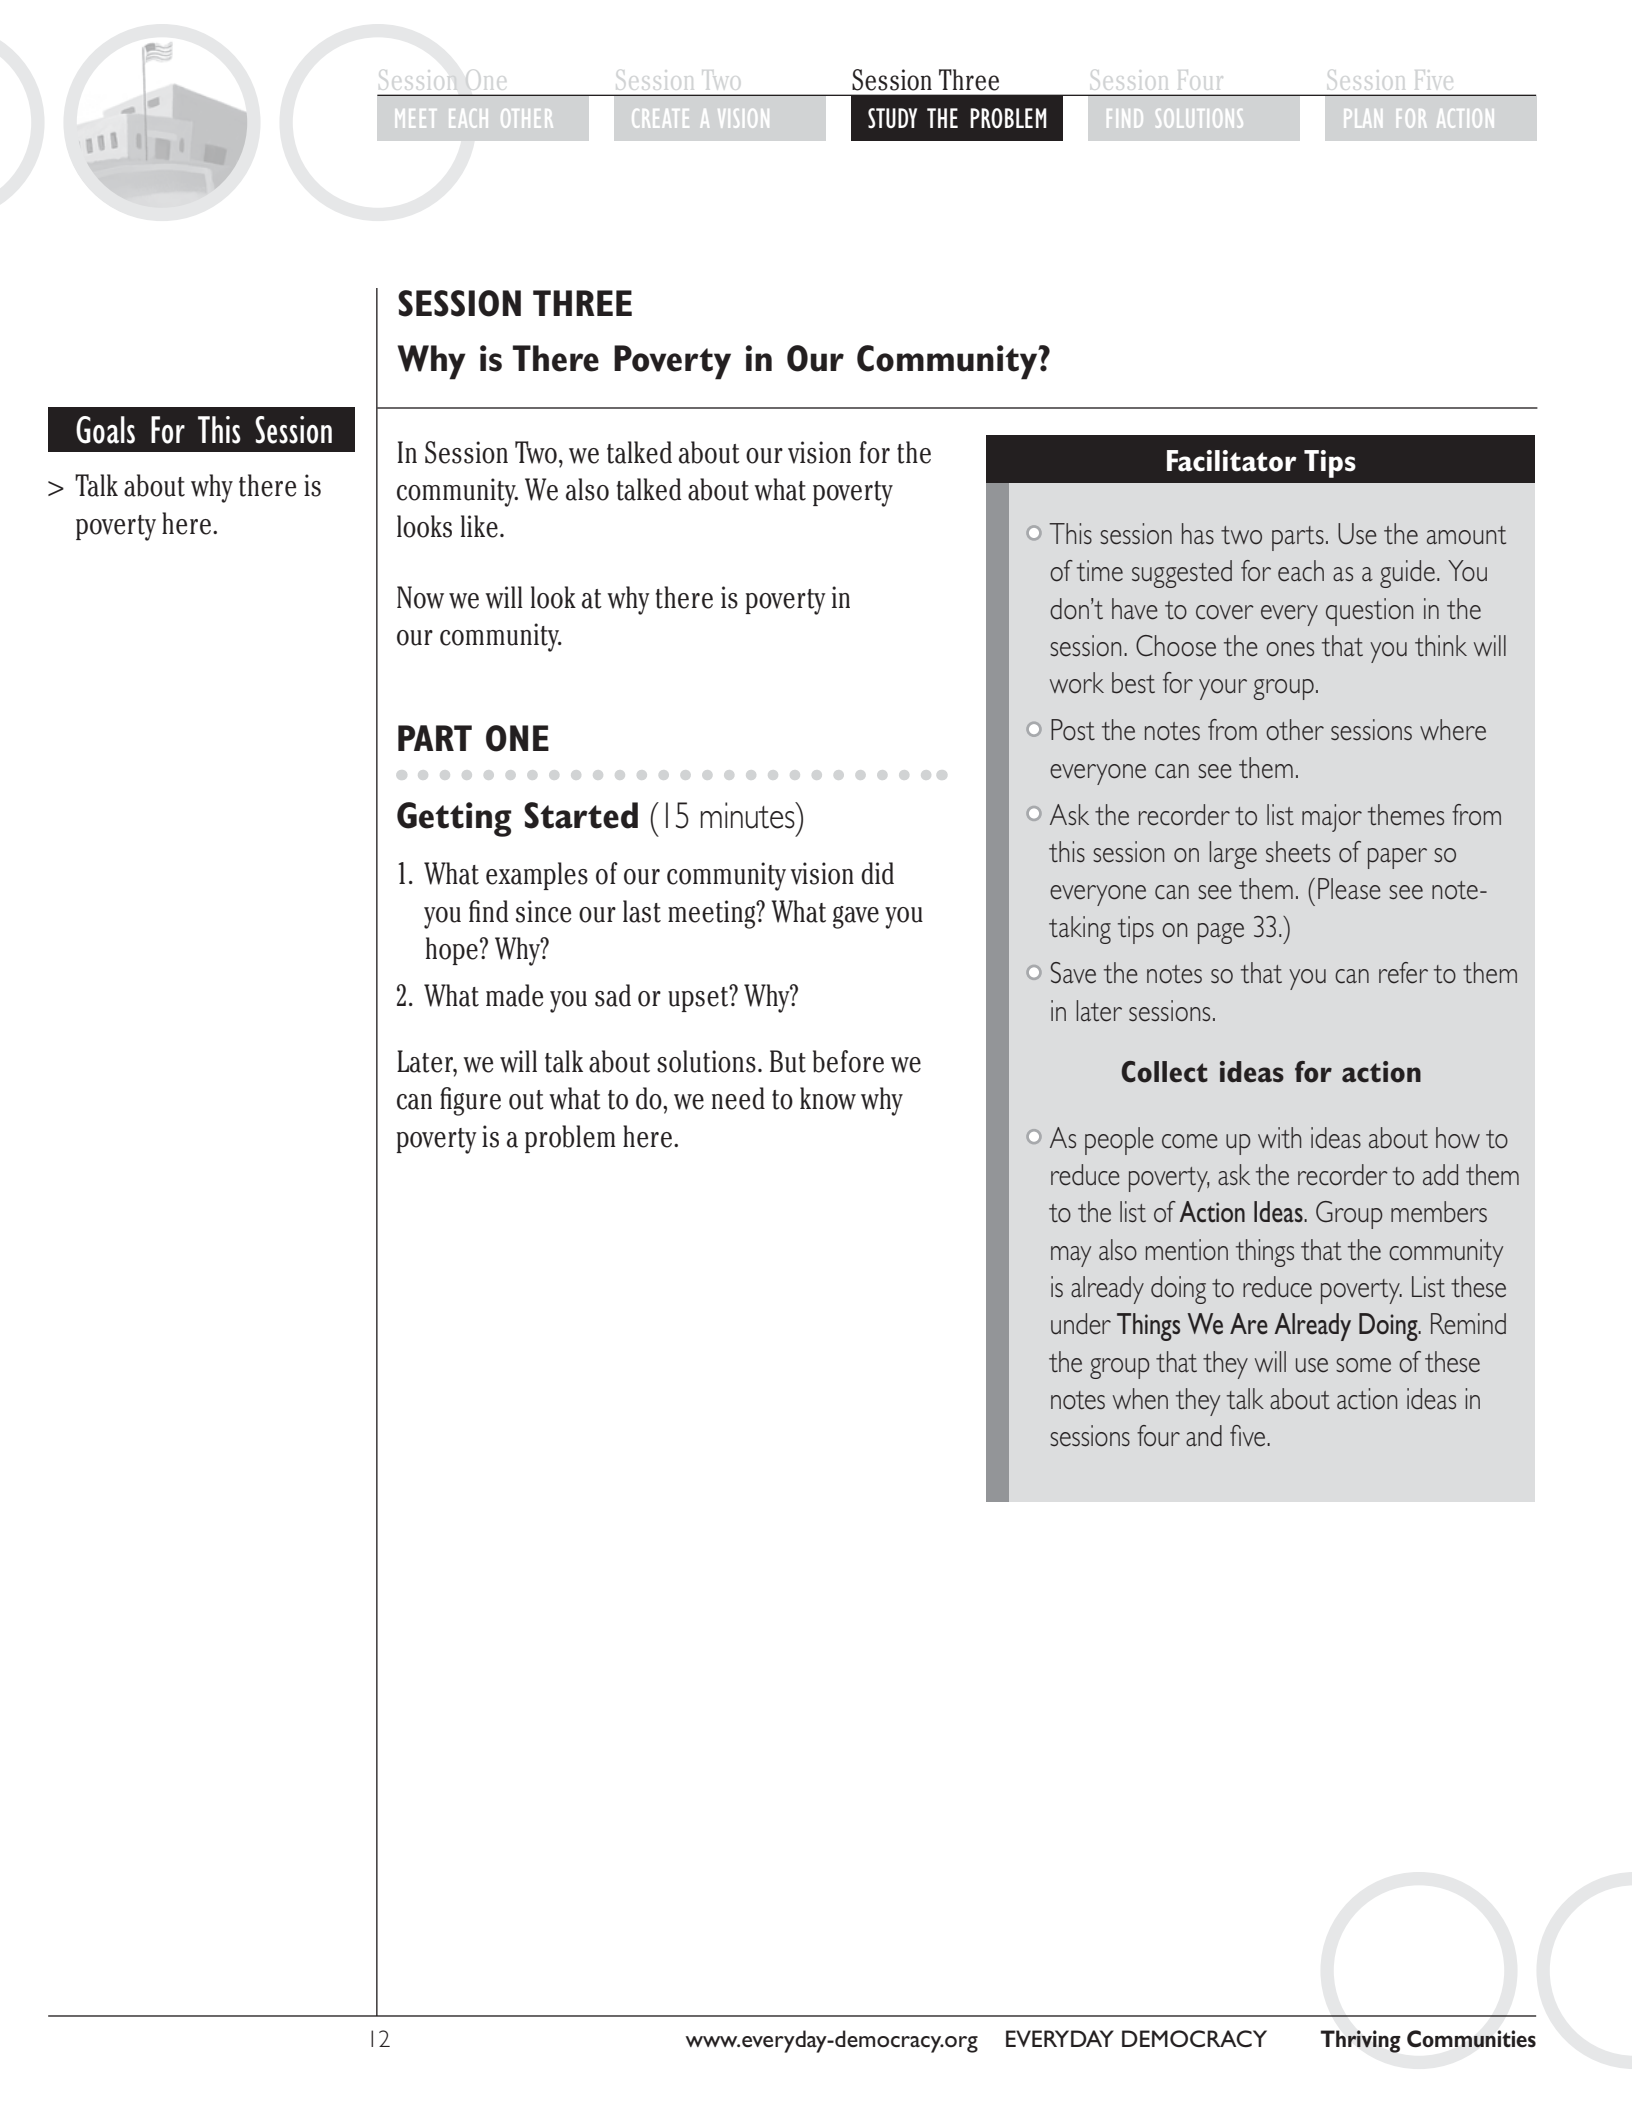 Session One
MEET EACH OTHER
Session Two
CREATE A VISION
Session Three
STUDY THE PROBLEM
Session Four
FIND SOLUTIONS
Session Five
PLAN FOR ACTION
SESSION THREE
Why is There Poverty in Our Community?
Goals For This Session
> Talk about why there is
poverty here.
In Session Two, we talked about our vision for the
community. We also talked about what poverty
looks like.
Now we will look at why there is poverty in
our community.
PART ONE
Getting Started (15 minutes)
1. What examples of our community vision did
you find since our last meeting? What gave you
hope? Why?
2. What made you sad or upset? Why?
Later, we will talk about solutions. But before we
can figure out what to do, we need to know why
poverty is a problem here.
Facilitator Tips
This session has two parts. Use the amount
of time suggested for each as a guide. You
don't have to cover every question in the
session. Choose the ones that you think will
work best for your group.
Post the notes from other sessions where
everyone can see them.
Ask the recorder to list major themes from
this session on large sheets of paper so
everyone can see them. (Please see note-
taking tips on page 33.)
Save the notes so that you can refer to them
in later sessions.
Collect ideas for action
As people come up with ideas about how to
reduce poverty, ask the recorder to add them
to the list of Action Ideas. Group members
may also mention things that the community
is already doing to reduce poverty. List these
under Things We Are Already Doing. Remind
the group that they will use some of these
notes when they talk about action ideas in
sessions four and five.
12
www.everyday-democracy.org EVERYDAY DEMOCRACY Thriving Communities